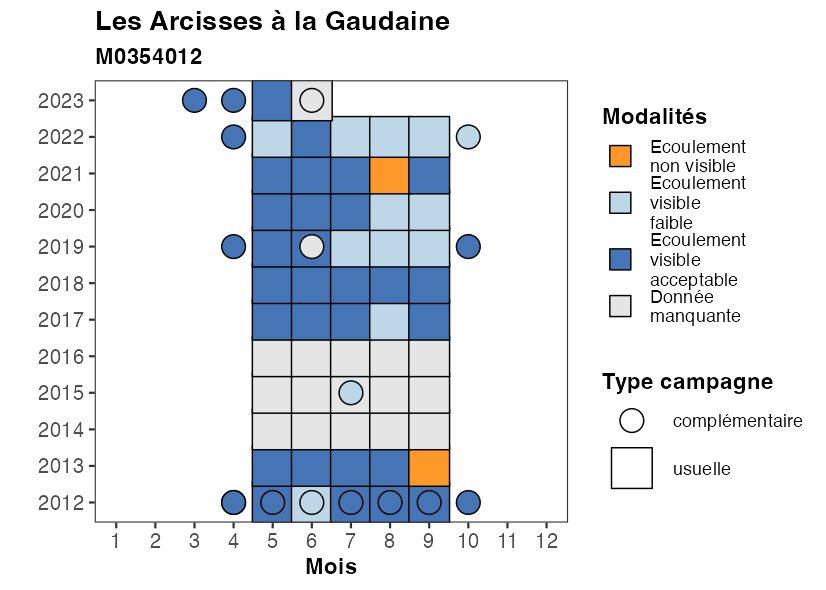 Les Arcisses à la Gaudaine
M0354012
2023
2022
2021
2020
2019
2018
2017
2016
2015
2014
2013
2012
1 2 3 4 5 6 7 8 9 10 11 12
Mois
Modalités
Ecoulement
non visible
Ecoulement
visible
faible
Ecoulement
visible
acceptable
Donnée
manquante
Type campagne
complémentaire
usuelle